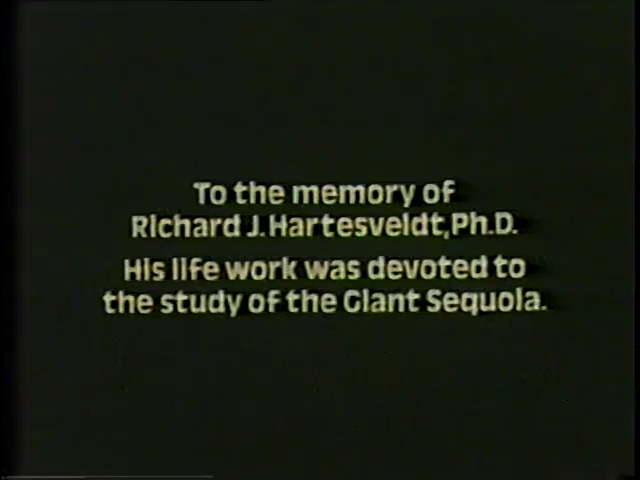 To the memory of
Richard J. Hartesveldt, Ph.D.
His life work was devoted to
the study of the Giant Sequoia.